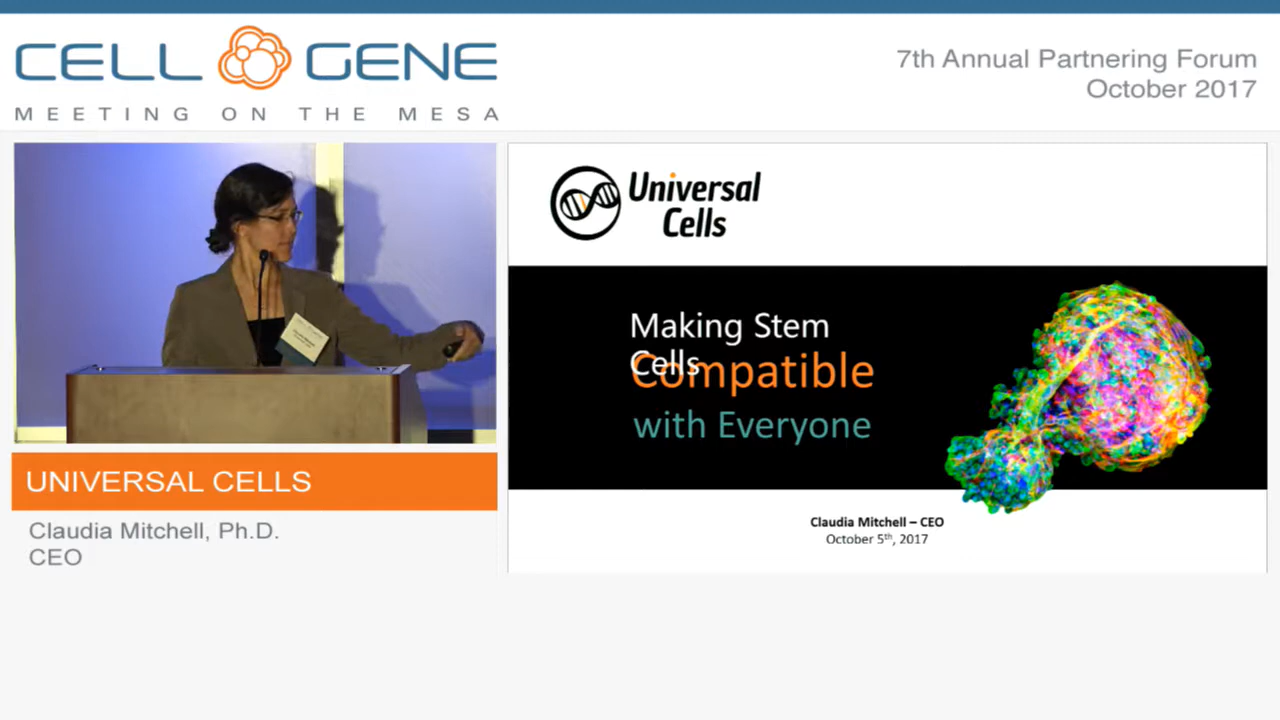 CELL GENE
MEETING ON THE MESA
7th Annual Partnering Forum
October 2017
Universal
Cells
Making Stem
Cells
Compatible
with Everyone
Claudia Mitchell – CEO
October 5th, 2017
UNIVERSAL CELLS
Claudia Mitchell, Ph.D.
CEO